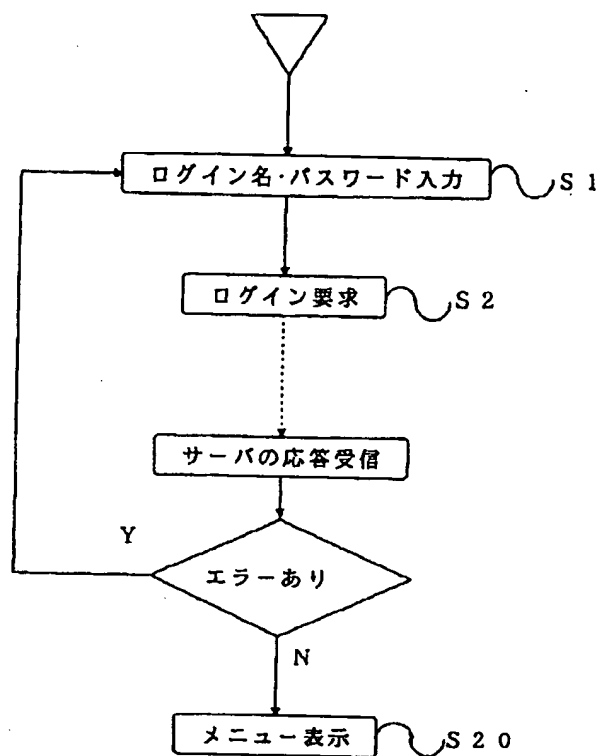 ログイン名・パスワード入力
S 1
ログイン要求
S 2
サーバの応答受信
Y
エラーあり
N
メニュー表示
S 2 0